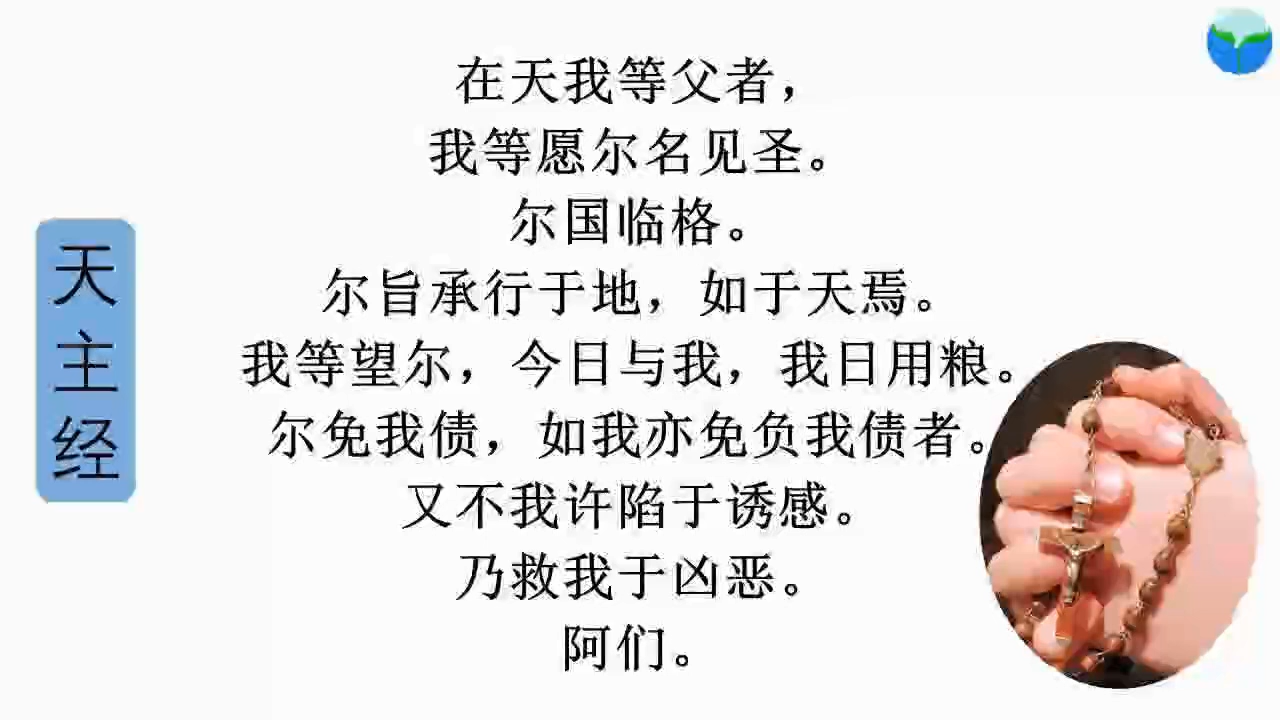 天主经
在天我等父者，
我等愿尔名见圣。
尔国临格。
尔旨承行于地，如于天焉。
我等望尔，今日与我，我日用粮。
尔免我债，如我亦免负我债者。
又不我许陷于诱感。
乃救我于凶恶。
阿们。